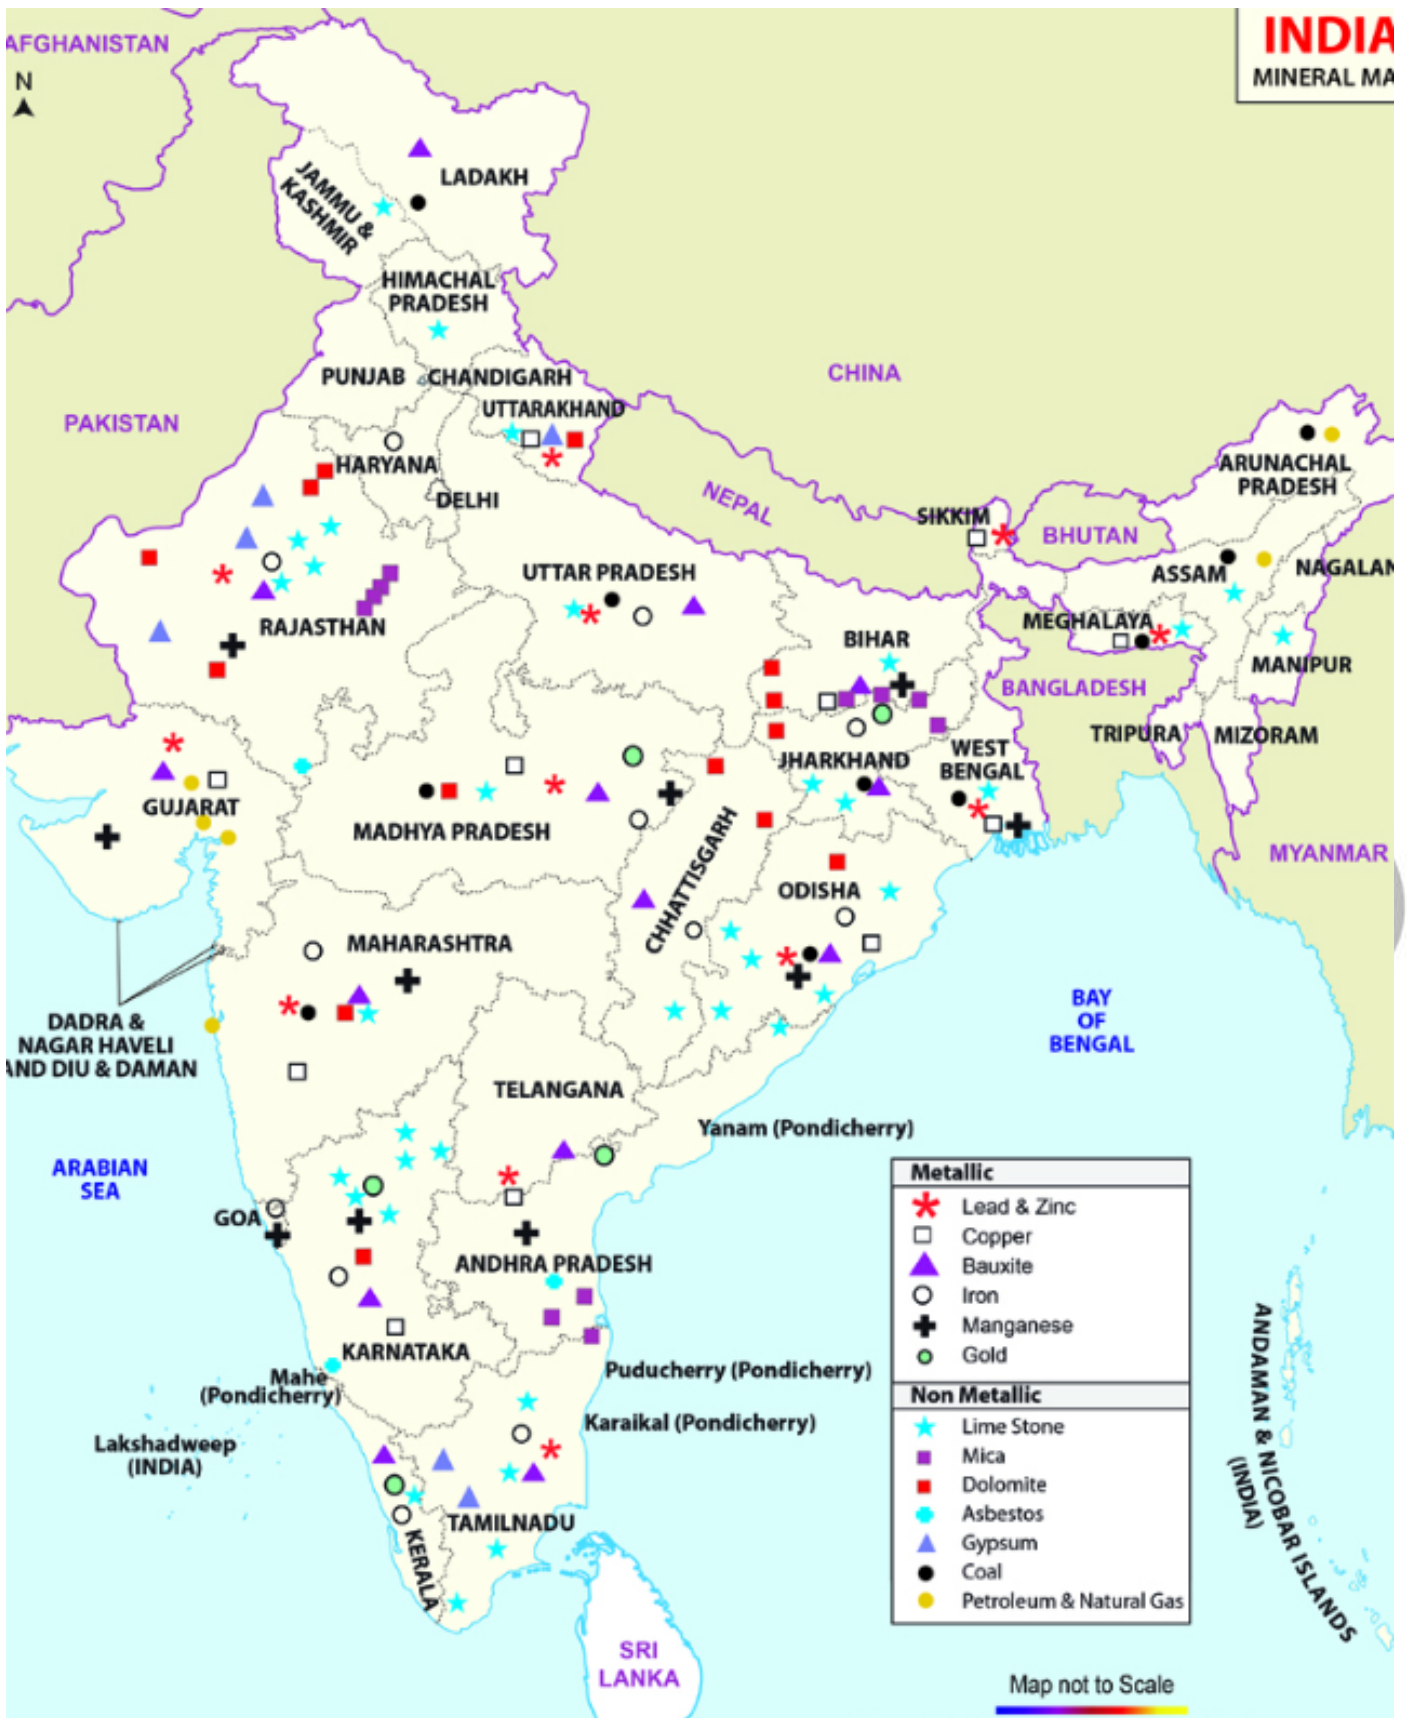 INDIA
MINERAL MA
AFGHANISTAN
N
LADAKH
JAMMU &
KASHMIR
HIMACHAL
PRADESH
PUNJAB
CHANDIGARH
CHINA
PAKISTAN
UTTARAKHAND
HARYANA
DELHI
NEPAL
SIKKIM
BHUTAN
ARUNACHAL
PRADESH
ASSAM
NAGALAN
UTTAR PRADESH
RAJASTHAN
BIHAR
MEGHALAYA
MANIPUR
BANGLADESH
TRIPURA
MIZORAM
JHARKHAND
WEST
BENGAL
GUJARAT
MADHYA PRADESH
CHHATTISGARH
MYANMAR
ODISHA
MAHARASHTRA
DADRA &
NAGAR HAVELI
AND DIU & DAMAN
BAY
OF
BENGAL
TELANGANA
Yanam (Pondicherry)
ARABIAN
SEA
GOA
ANDHRA PRADESH
KARNATAKA
Mahe
(Pondicherry)
Puducherry (Pondicherry)
Karaikal (Pondicherry)
Lakshadweep
(INDIA)
TAMILNADU
KERALA
SRI
LANKA
Metallic
Lead & Zinc
Copper
Bauxite
Iron
Manganese
Gold
Non Metallic
Lime Stone
Mica
Dolomite
Asbestos
Gypsum
Coal
Petroleum & Natural Gas
ANDAMAN & NICOBAR ISLANDS
(INDIA)
Map not to Scale